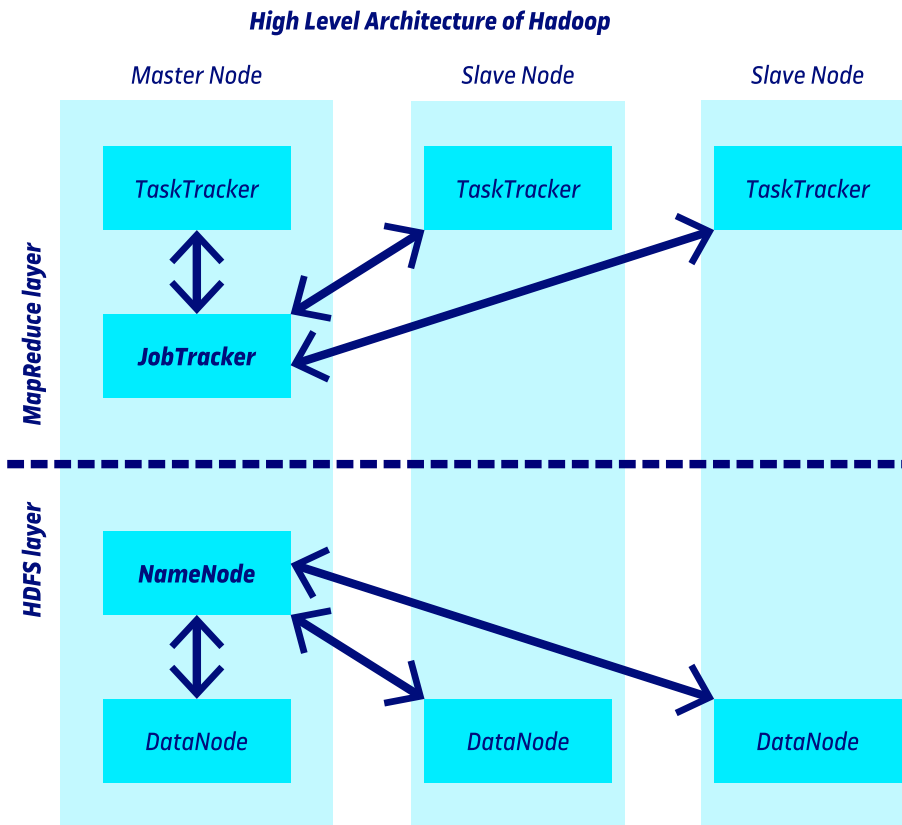 High Level Architecture of Hadoop
Master Node
Slave Node
Slave Node
TaskTracker
TaskTracker
TaskTracker
MapReduce layer
JobTracker
HDFS layer
NameNode
DataNode
DataNode
DataNode